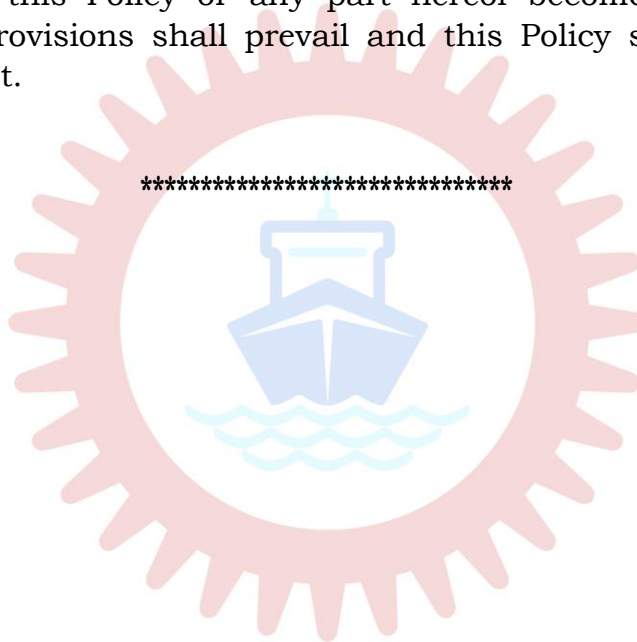 this Policy or any part hereof become
rovisions shall prevail and this Policy s
t.
*******************************